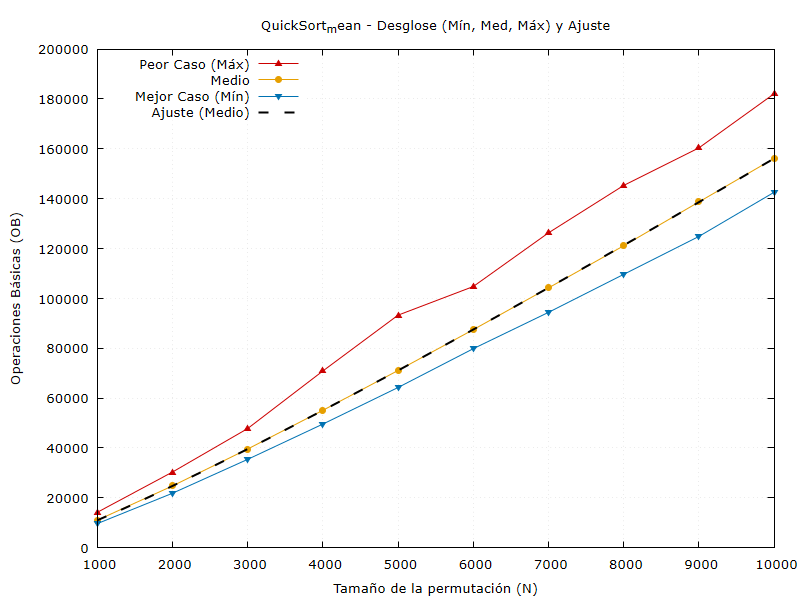 QuickSortmean - Desglose (Mín, Med, Máx) y Ajuste
200000
180000
160000
140000
120000
100000
80000
60000
40000
20000
0
Peor Caso (Máx)
Medio
Mejor Caso (Mín)
Ajuste (Medio)
Operaciones Básicas (OB)
1000 2000 3000 4000 5000 6000 7000 8000 9000 10000
Tamaño de la permutación (N)